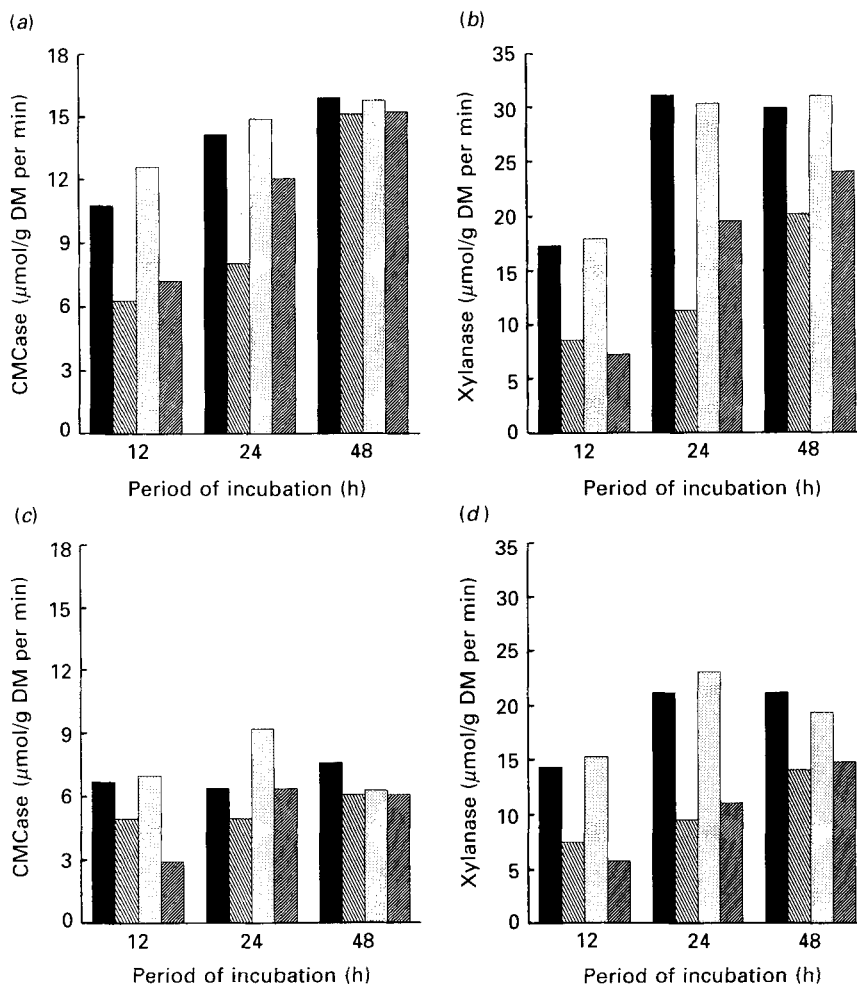 (a)
18
15
12
9
6
3
0
CMCase (μmol/g DM per min)
12 24 48
Period of incubation (h)
(b)
35
30
25
20
15
10
5
0
Xylanase (μmol/g DM per min)
12 24 48
Period of incubation (h)
(c)
18
15
12
9
6
3
0
CMCase (μmol/g DM per min)
12 24 48
Period of incubation (h)
(d)
35
30
25
20
15
10
5
0
Xylanase (μmol/g DM per min)
12 24 48
Period of incubation (h)